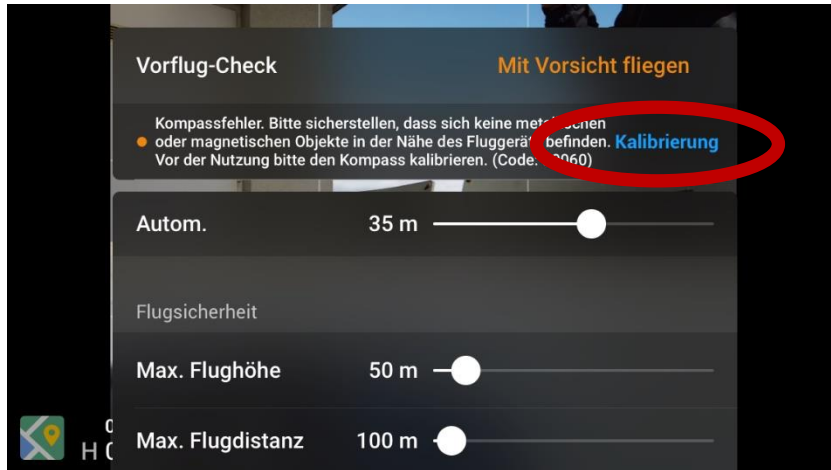 Vorflug-Check Mit Vorsicht fliegen
Kompassfehler. Bitte sicherstellen, dass sich keine
oder magnetischen Objekte in der Nähe des befinden. Kalibrierung
Vor der Nutzung bitte den Kompass kalibrieren. (Code:
Autom. 35 m
Flugsicherheit
Max. Flughöhe 50 m
Max. Flugdistanz 100 m
H